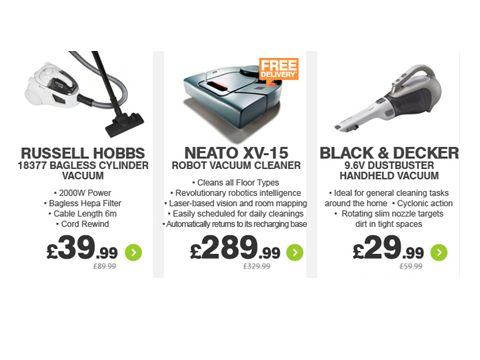 RUSSELL HOBBS
18377 BAGLESS CYLINDER
VACUUM
• 2000W Power
• Bagless Hepa Filter
• Cable Length 6m
• Cord Rewind
£39.99
£89.99
FREE
DELIVERY*
NEATO XV-15
ROBOT VACUUM CLEANER
• Cleans all Floor Types
• Revolutionary robotics intelligence
• Laser-based vision and room mapping
• Easily scheduled for daily cleanings
• Automatically returns to its recharging base
£289.99
£329.99
BLACK & DECKER
9.6V DUSTBUSTER
HANDHELD VACUUM
• Ideal for general cleaning tasks
around the home • Cyclonic action
• Rotating slim nozzle targets
dirt in tight spaces
£29.99
£59.99